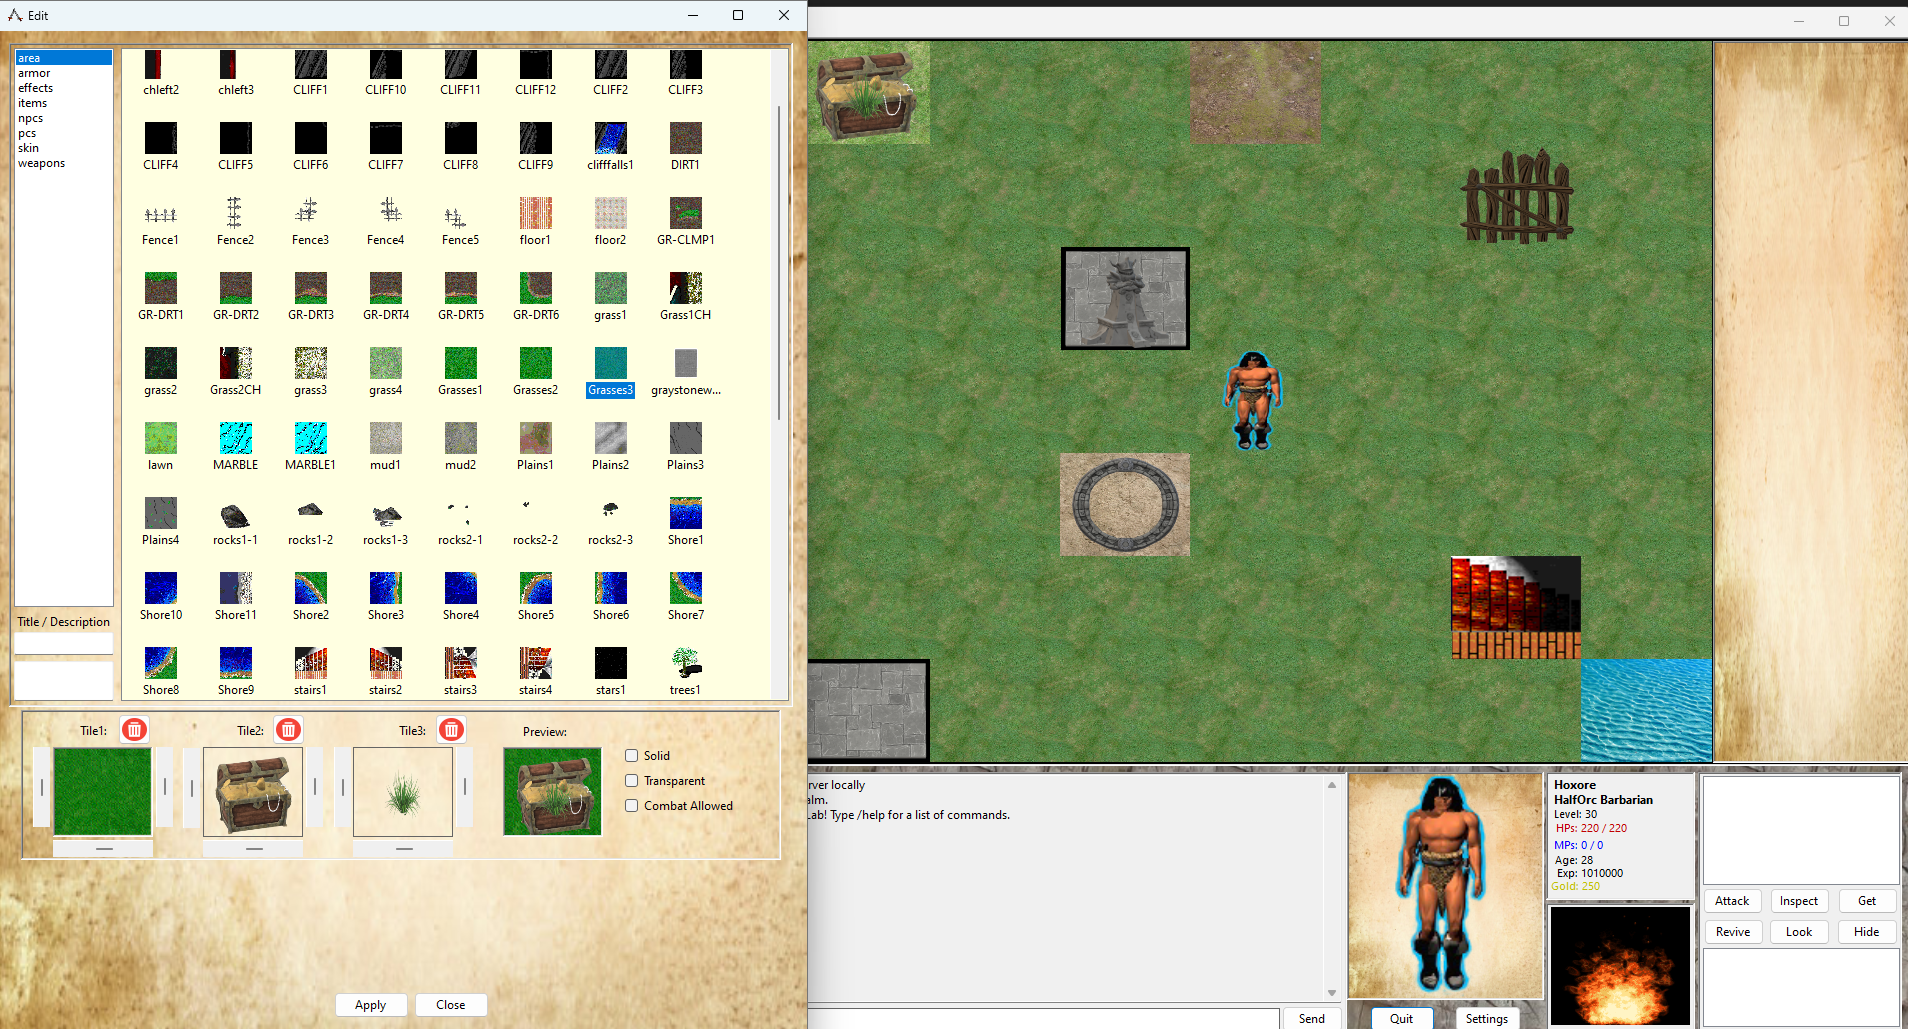 Edit
area
armor
effects
items
npcs
pcs
skin
weapons
chleft2 chleft3 CLIFF1 CLIFF10 CLIFF11 CLIFF12 CLIFF2 CLIFF3
CLIFF4 CLIFF5 CLIFF6 CLIFF7 CLIFF8 CLIFF9 clifffalls1 DIRT1
Fence1 Fence2 Fence3 Fence4 Fence5 floor1 floor2 GR-CLMP1
GR-DRT1 GR-DRT2 GR-DRT3 GR-DRT4 GR-DRT5 GR-DRT6 grass1 Grass1CH
grass2 Grass2CH grass3 grass4 Grasses1 Grasses2 Grasses3 graystonew...
lawn MARBLE MARBLE1 mud1 mud2 Plains1 Plains2 Plains3
Plains4 rocks1-1 rocks1-2 rocks1-3 rocks2-1 rocks2-2 rocks2-3 Shore1
Shore10 Shore11 Shore2 Shore3 Shore4 Shore5 Shore6 Shore7
Shore8 Shore9 stairs1 stairs2 stairs3 stairs4 stars1 trees1
Title / Description
Tile1: Tile2: Tile3: Preview:
Solid
Transparent
Combat Allowed
Apply Close
rver locally
alm.
Lab! Type /help for a list of commands.
Send
Hoxore
HalfOrc Barbarian
Level: 30
HPs: 220 / 220
MPs: 0 / 0
Age: 28
Exp: 1010000
Gold: 250
Quit Settings
Attack Inspect Get
Revive Look Hide